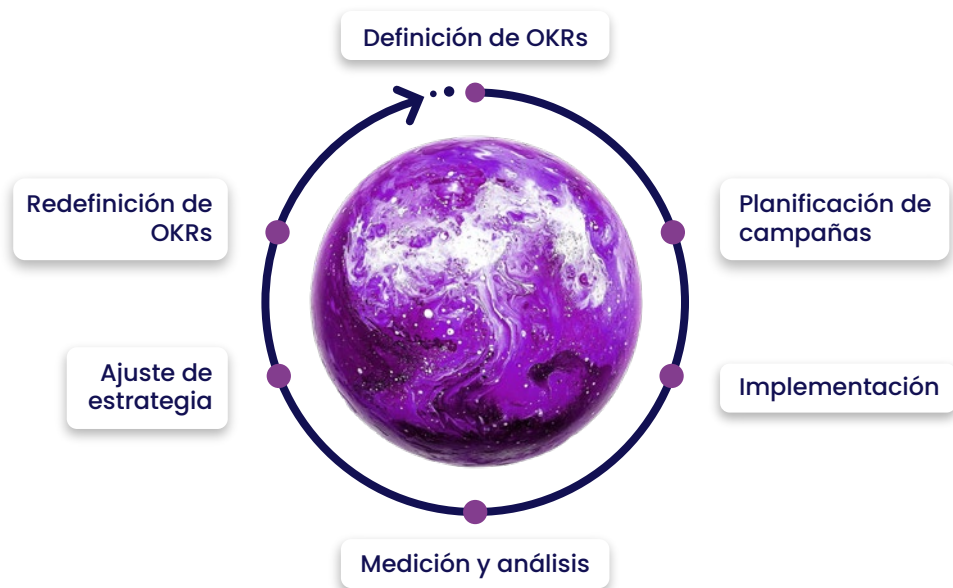 Definición de OKRs
Planificación de
campañas
Implementación
Medición y análisis
Ajuste de
estrategia
Redefinición de
OKRs